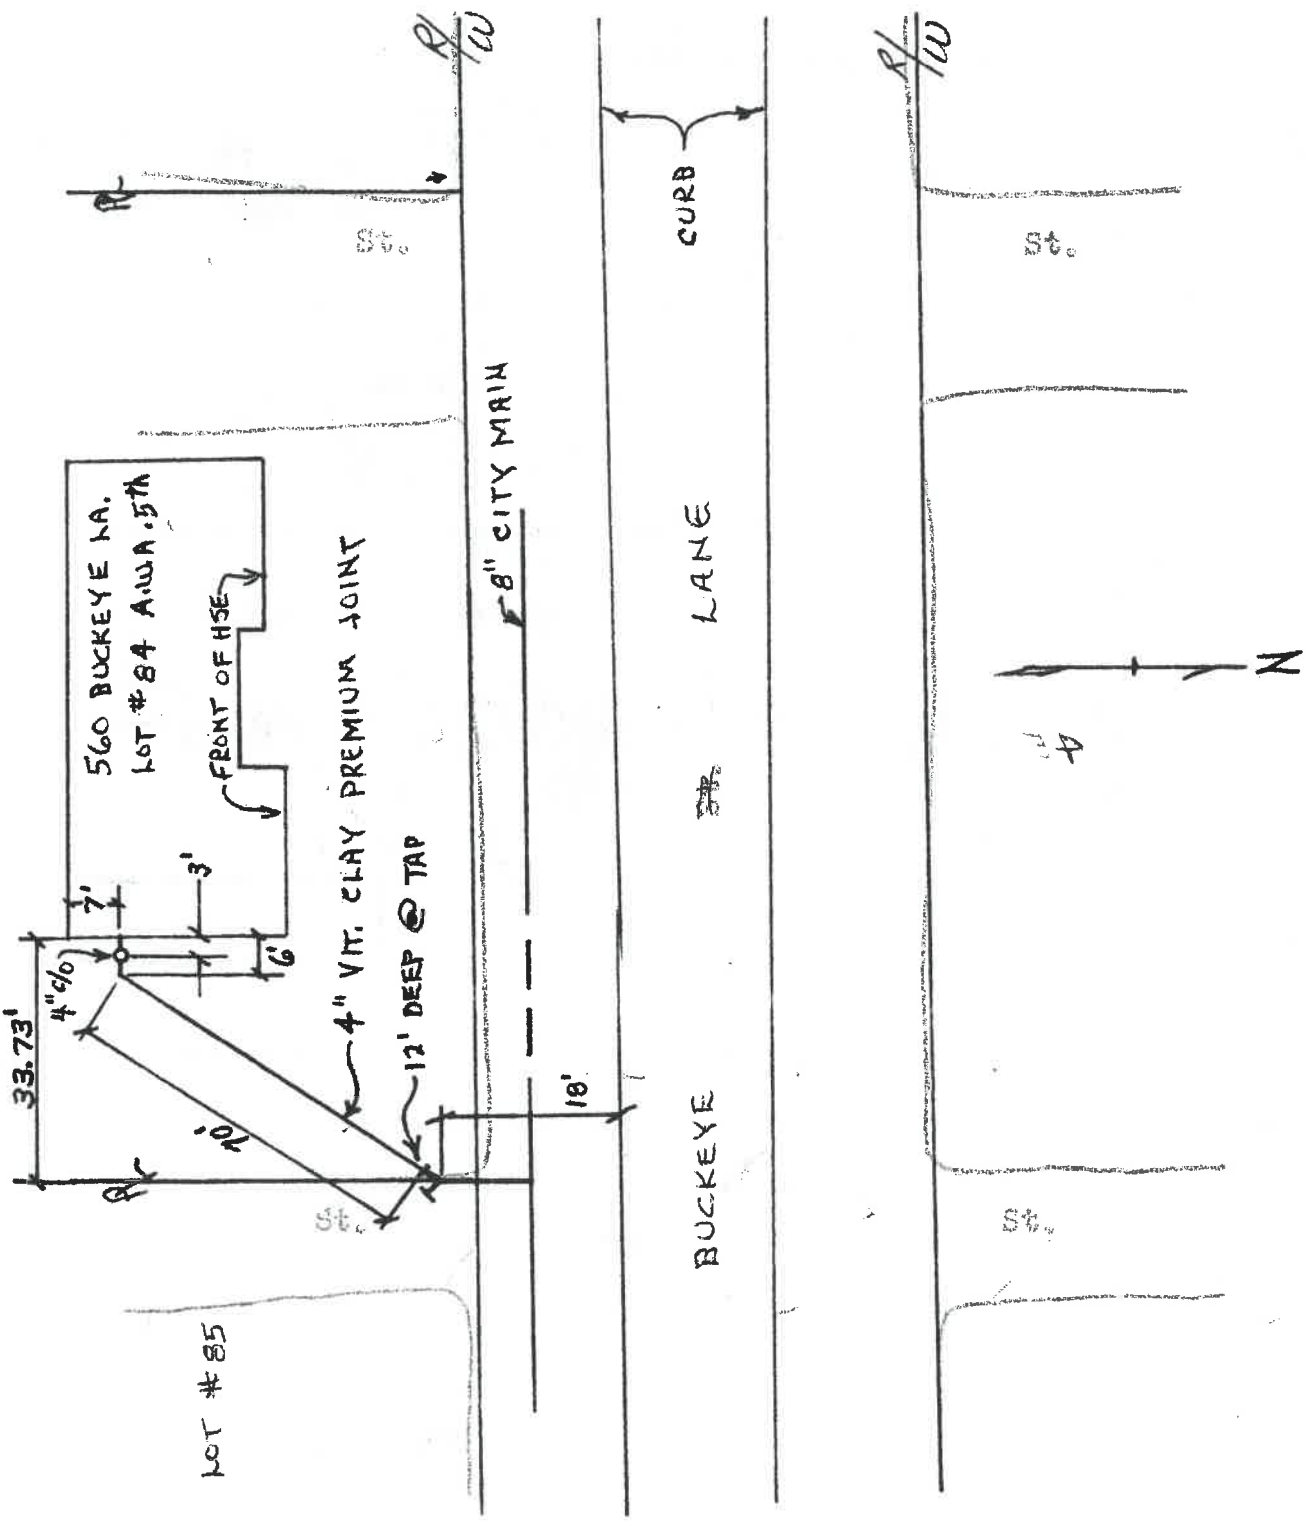 LOT #85
33.73'
4" C/O
7'
3'
6'
560 BUCKEYE LA.
LOT #84 A.W.A. 5th
FRONT OF HSE
4" VIT. CLAY PREMIUM JOINT
12' DEEP @ TAP
8" CITY MAIN
18'
BUCKEYE LANE
CURB
R/W
R/W
St.
St.
St.
St.
St.
N